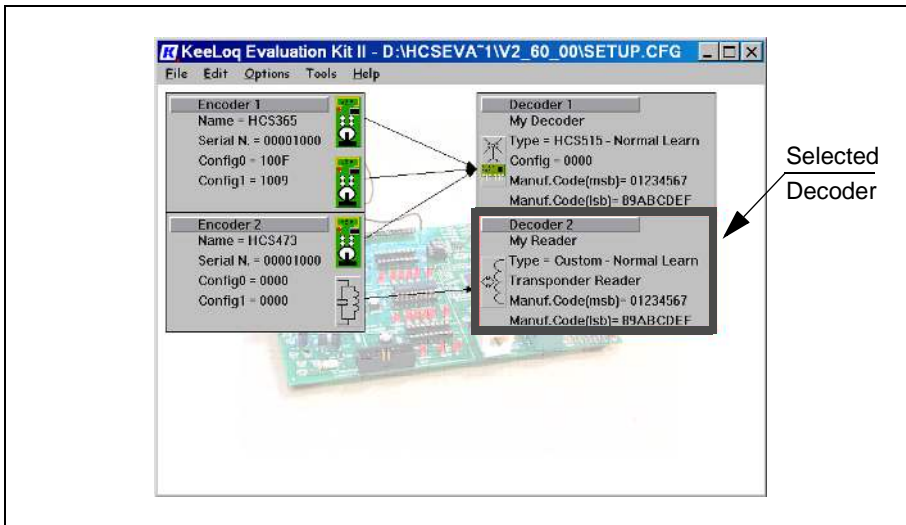 KeeLoq Evaluation Kit II - D:\HCSEVA~1\V2_60_00\SETUP.CFG
File Edit Options Tools Help
Encoder 1
Name = HCS365
Serial N. = 00001000
Config0 = 100F
Config1 = 1009
Encoder 2
Name = HCS473
Serial N. = 00001000
Config0 = 0000
Config1 = 0000
Decoder 1
My Decoder
Type = HCS515 - Normal Learn
Config = 0000
Manuf.Code(msb)= 01234567
Manuf.Code(lsb)= 89ABCDEF
Decoder 2
My Reader
Type = Custom - Normal Learn
Transponder Reader
Manuf.Code(msb)= 01234567
Manuf.Code(lsb)= 89ABCDEF
Selected
Decoder